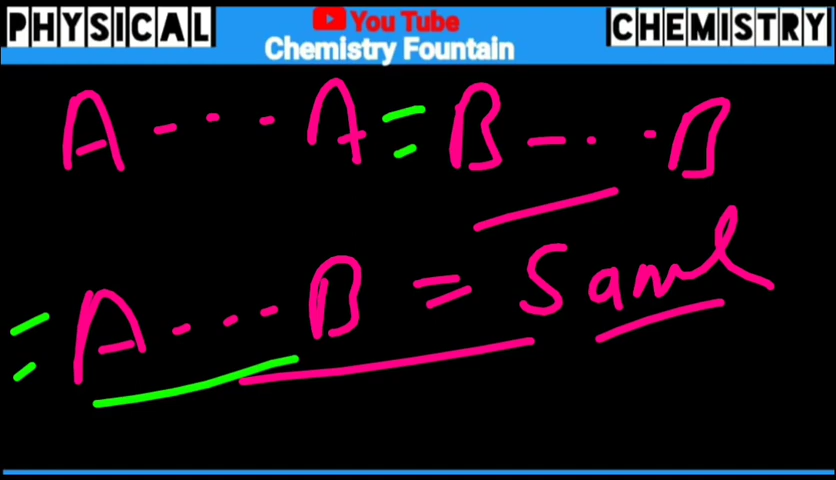 PHYSICAL You Tube CHEMISTRY
Chemistry Fountain
A - - - - A = B - - - B
= A - - - - B = Same